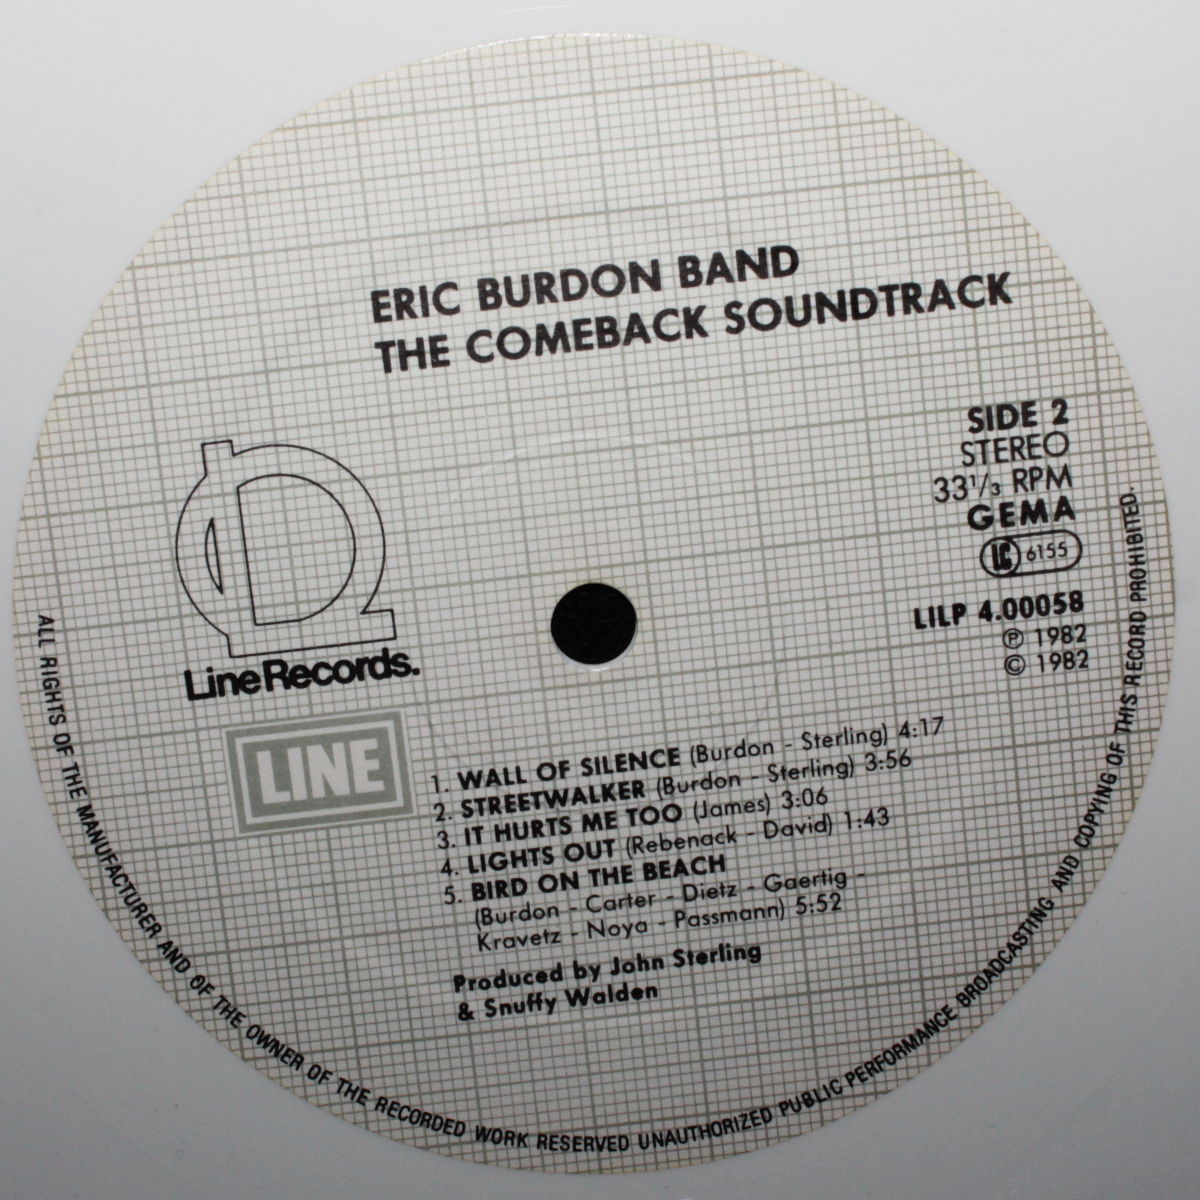 ERIC BURDON BAND
THE COMEBACK SOUNDTRACK
SIDE 2
STEREO
33 1/3 RPM
GEMA
LC 6155
LILP 4.00058
℗ 1982
© 1982
LineRecords.
LINE
1. WALL OF SILENCE (Burdon - Sterling) 4:17
2. STREETWALKER (Burdon - Sterling) 3:56
3. IT HURTS ME TOO (James) 3:06
4. LIGHTS OUT (Rebenack - David) 1:43
5. BIRD ON THE BEACH
(Burdon - Carter - Dietz - Gaertig -
Kravetz - Noya - Passmann) 5:52
Produced by John Sterling
& Snuffy Walden
ALL RIGHTS OF THE MANUFACTURER AND OF THE OWNER OF THE RECORDED WORK RESERVED UNAUTHORIZED PUBLIC PERFORMANCE BROADCASTING AND COPYING OF THIS RECORD PROHIBITED.